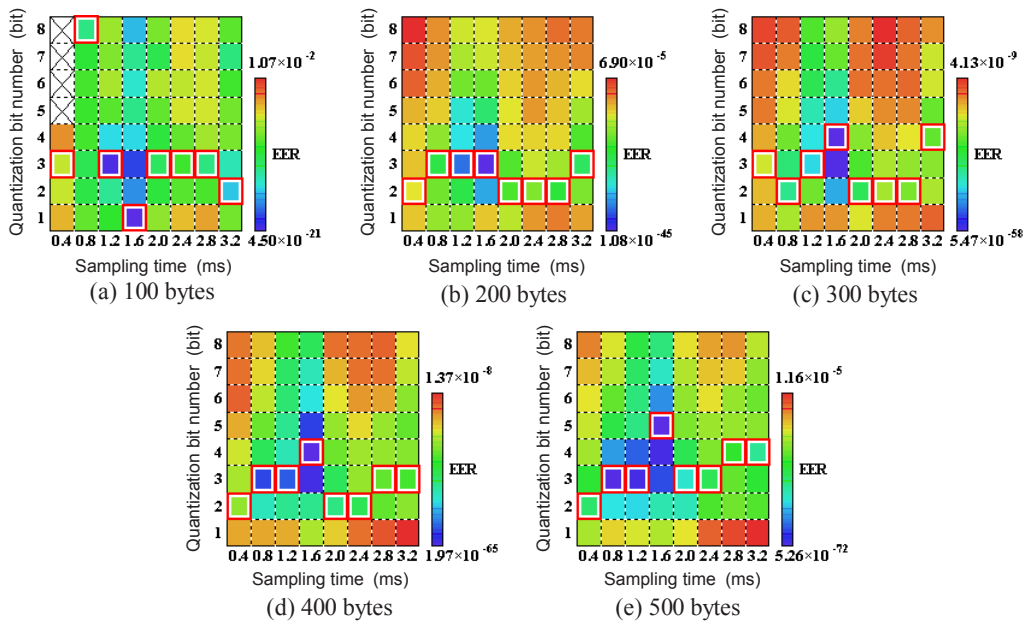 Quantization bit number (bit)
8
7
6
5
4
3
2
1
0.4 0.8 1.2 1.6 2.0 2.4 2.8 3.2
Sampling time (ms)
1.07×10 -2
EER
4.50×10 -21
(a) 100 bytes
Quantization bit number (bit)
8
7
6
5
4
3
2
1
0.4 0.8 1.2 1.6 2.0 2.4 2.8 3.2
Sampling time (ms)
6.90×10 -5
EER
1.08×10 -45
(b) 200 bytes
Quantization bit number (bit)
8
7
6
5
4
3
2
1
0.4 0.8 1.2 1.6 2.0 2.4 2.8 3.2
Sampling time (ms)
4.13×10 -9
EER
5.47×10 -58
(c) 300 bytes
Quantization bit number (bit)
8
7
6
5
4
3
2
1
0.4 0.8 1.2 1.6 2.0 2.4 2.8 3.2
Sampling time (ms)
1.37×10 -8
EER
1.97×10 -65
(d) 400 bytes
Quantization bit number (bit)
8
7
6
5
4
3
2
1
0.4 0.8 1.2 1.6 2.0 2.4 2.8 3.2
Sampling time (ms)
1.16×10 -5
EER
5.26×10 -72
(e) 500 bytes